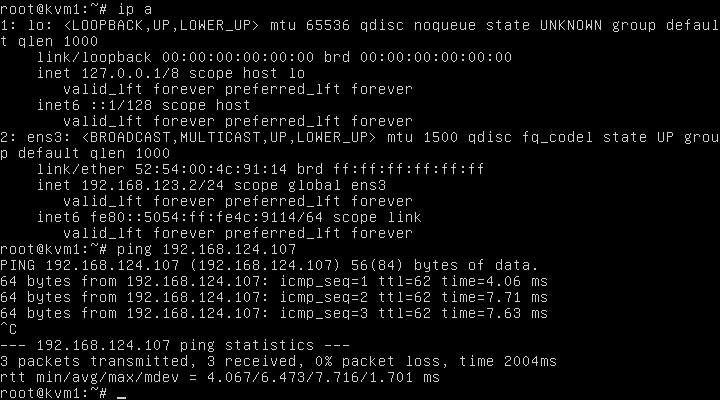 root@kvm1:~# ip a
1: lo: <LOOPBACK,UP,LOWER_UP> mtu 65536 qdisc noqueue state UNKNOWN group defaul
t qlen 1000
    link/loopback 00:00:00:00:00:00 brd 00:00:00:00:00:00
    inet 127.0.0.1/8 scope host lo
       valid_lft forever preferred_lft forever
    inet6 ::1/128 scope host
       valid_lft forever preferred_lft forever
2: ens3: <BROADCAST,MULTICAST,UP,LOWER_UP> mtu 1500 qdisc fq_codel state UP grou
p default qlen 1000
    link/ether 52:54:00:4c:91:14 brd ff:ff:ff:ff:ff:ff
    inet 192.168.123.2/24 scope global ens3
       valid_lft forever preferred_lft forever
    inet6 fe80::5054:ff:fe4c:9114/64 scope link
       valid_lft forever preferred_lft forever
root@kvm1:~# ping 192.168.124.107
PING 192.168.124.107 (192.168.124.107) 56(84) bytes of data.
64 bytes from 192.168.124.107: icmp_seq=1 ttl=62 time=4.06 ms
64 bytes from 192.168.124.107: icmp_seq=2 ttl=62 time=7.71 ms
64 bytes from 192.168.124.107: icmp_seq=3 ttl=62 time=7.63 ms
^C
--- 192.168.124.107 ping statistics ---
3 packets transmitted, 3 received, 0% packet loss, time 2004ms
rtt min/avg/max/mdev = 4.067/6.473/7.716/1.701 ms
root@kvm1:~# _